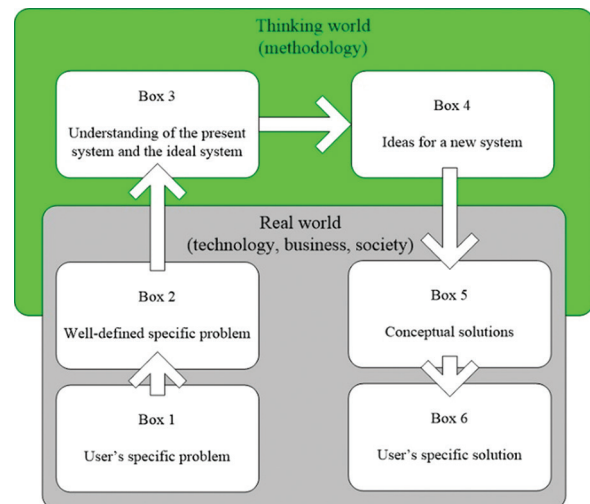 Thinking world
(methodology)
Box 3
Understanding of the present
system and the ideal system
Box 4
Ideas for a new system
Real world
(technology, business, society)
Box 2
Well-defined specific problem
Box 5
Conceptual solutions
Box 1
User's specific problem
Box 6
User's specific solution